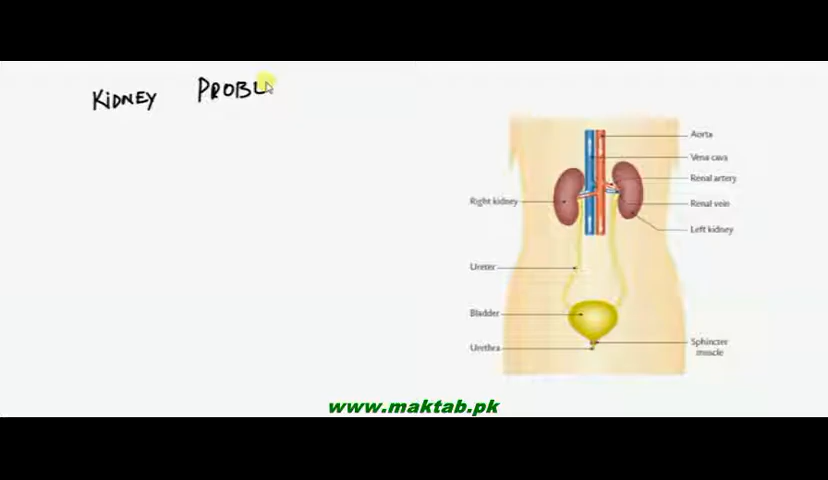 KiDNEY PROBL
Aorta
Vena cava
Renal artery
Right kidney
Renal vein
Left kidney
Ureter
Bladder
Urethra
Sphincter
muscle
www.maktab.pk